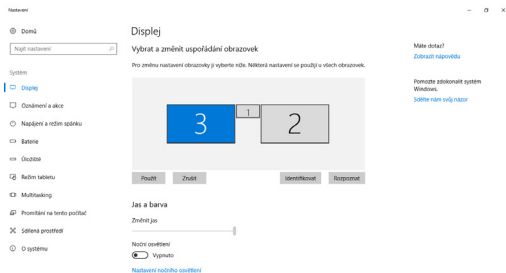 Nastavení
Domů
Najít nastavení
Systém
Displej
Oznámení a akce
Napájení a režim spánku
Baterie
Úložiště
Režim tabletu
Multitasking
Promítání na tento počítač
Sdílená prostředí
O systému
Displej
Vybrat a změnit uspořádání obrazovek
Pro změnu nastavení obrazovky ji vyberte níže. Některá nastavení se použijí u všech obrazovek.
3
1
2
Použít
Zrušit
Identifikovat
Rozpoznat
Jas a barva
Změnit jas
Noční osvětlení
Vypnuto
Nastavení nočního osvětlení
Máte dotaz?
Zobrazit nápovědu
Pomozte zdokonalit systém
Windows.
Sdělte nám svůj názor